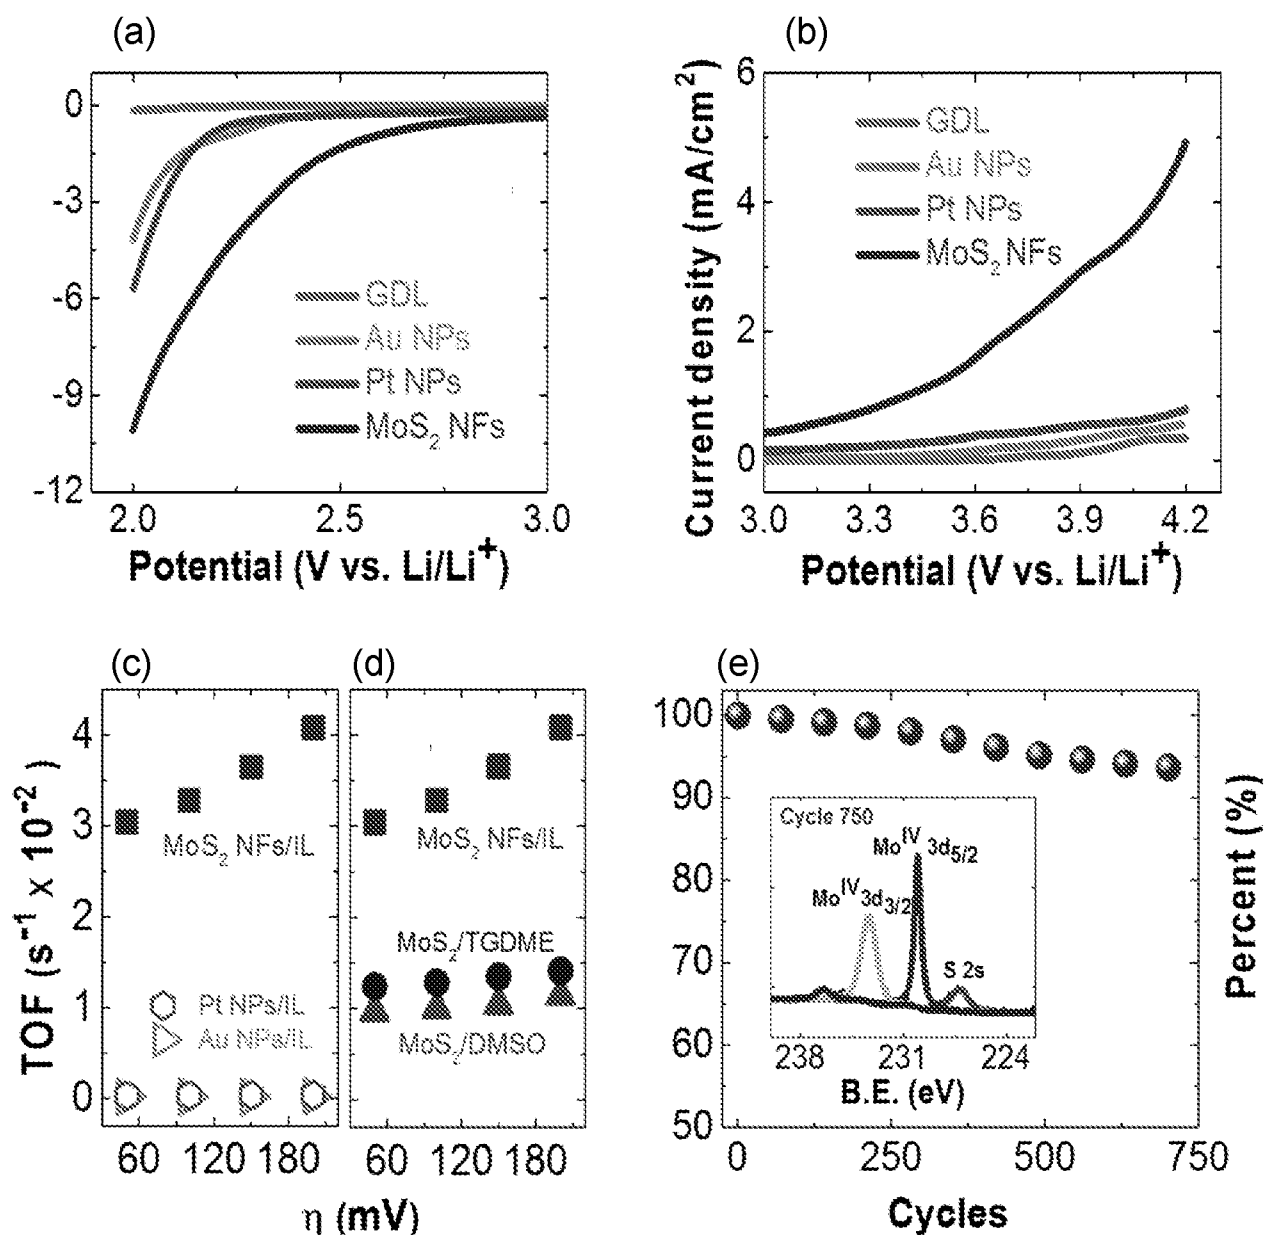 (a)
0
-3
-6
-9
-12
GDL
Au NPs
Pt NPs
MoS₂ NFs
2.0 2.5 3.0
Potential (V vs. Li/Li⁺)
(b)
Current density (mA/cm²)
6
4
2
0
GDL
Au NPs
Pt NPs
MoS₂ NFs
3.0 3.3 3.6 3.9 4.2
Potential (V vs. Li/Li⁺)
(c)
TOF (s⁻¹ x 10⁻²)
4
3
2
1
0
MoS₂ NFs/IL
Pt NPs/IL
Au NPs/IL
60 120 180
(d)
MoS₂ NFs/IL
MoS₂/TGDME
MoS₂/DMSO
60 120 180
η (mV)
(e)
100
90
80
70
60
50
Cycle 750
Mo^IV 3d₅/₂
Mo^IV 3d₃/₂
S 2s
238 231 224
B.E. (eV)
0 250 500 750
Cycles
Percent (%)